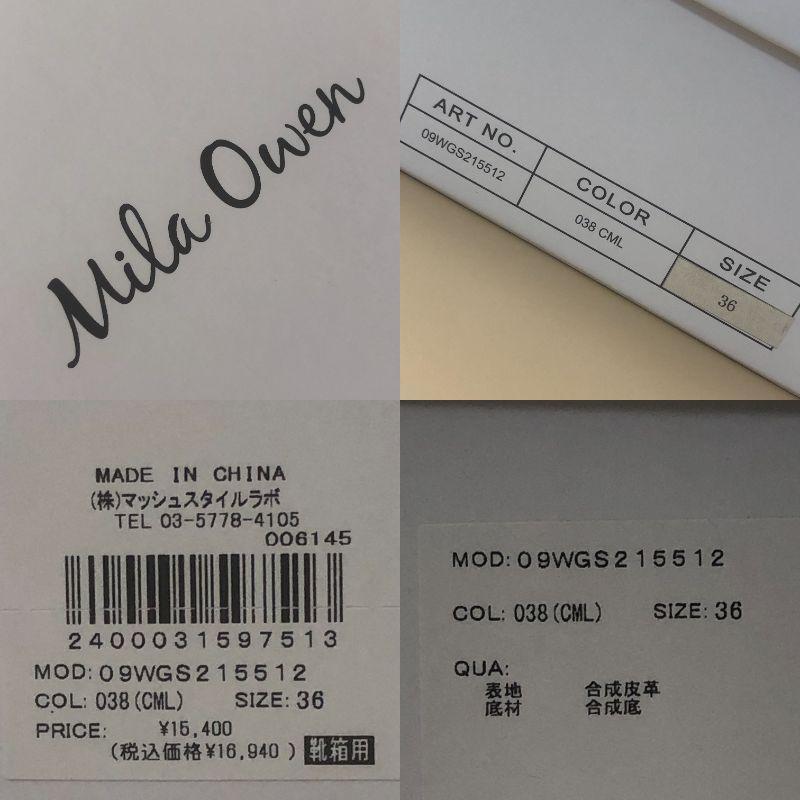 Mila Owen
ART NO.
COLOR
SIZE
09WGS215512
038 CML
36
MADE IN CHINA
(株)マッシュスタイルラボ
TEL 03-5778-4105
006145
2400031597513
MOD:09WGS215512
COL: 038(CML) SIZE: 36
PRICE: ¥15,400
(税込価格¥16,940 ) 靴箱用
MOD:09WGS215512
COL: 038(CML) SIZE: 36
QUA:
表地 合成皮革
底材 合成底